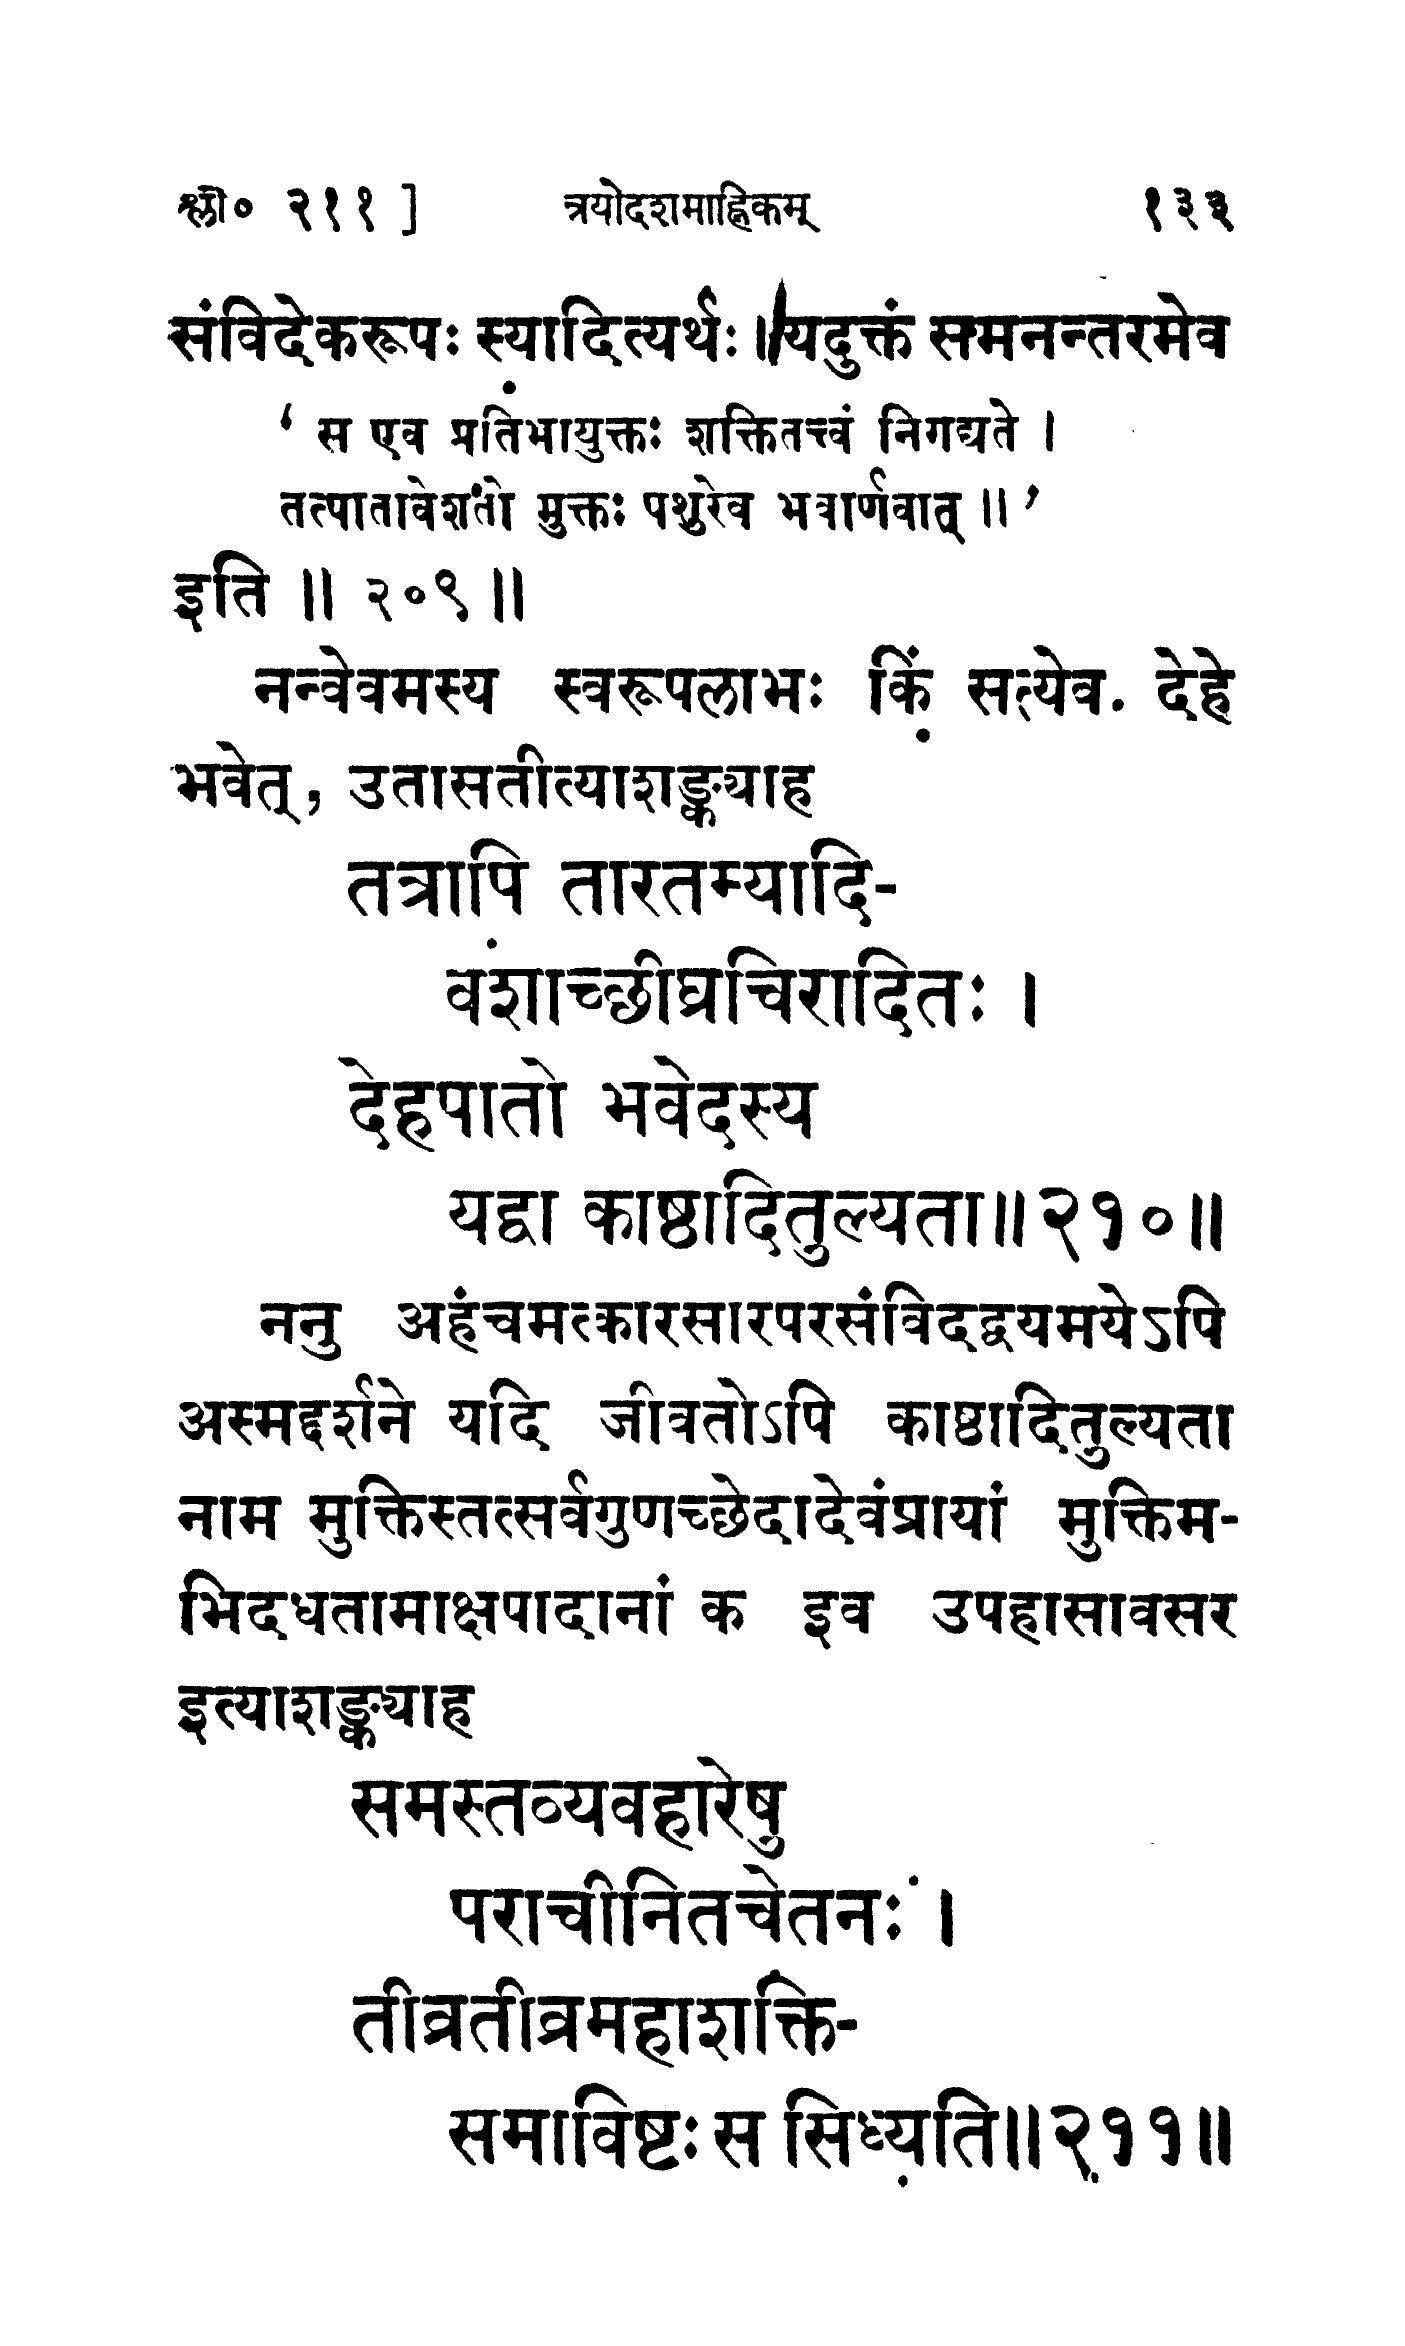 श्लो० २११ ] त्रयोदशमाह्निकम् १३३
संविदेकरूपः स्यादित्यर्थः ॥ यदुक्तं समनन्तरमेव
‘ स एव प्रतिभायुक्तः शक्तितत्त्वं निगद्यते ।
तत्पातावेशतो मुक्तः पशुरेव भवार्णवात् ॥ ’
इति ॥ २०९ ॥
नन्वेवमस्य स्वरूपलाभः किं सत्येव देहे
भवेत्, उतासतीत्याशङ्क्याह
तत्रापि तारतम्यादि-
वशाच्छीघ्रचिरादितः ।
देहपातो भवेदस्य
यद्वा काष्ठादितुल्यता ॥ २१० ॥
ननु अहंचमत्कारसारपरसंविदद्वयमयेऽपि
अस्मद्दर्शने यदि जीवतोऽपि काष्ठादितुल्यता
नाम मुक्तिस्तत्सर्वगुणच्छेदादेवंप्रायां मुक्तिम-
भिदधतामाक्षपादानां क इव उपहासावसर
इत्याशङ्क्याह
समस्तव्यवहारेषु
पराचीनितचेतनः ।
तीव्रतीव्रमहाशक्ति-
समाविष्टः स सिध्यति ॥ २११ ॥